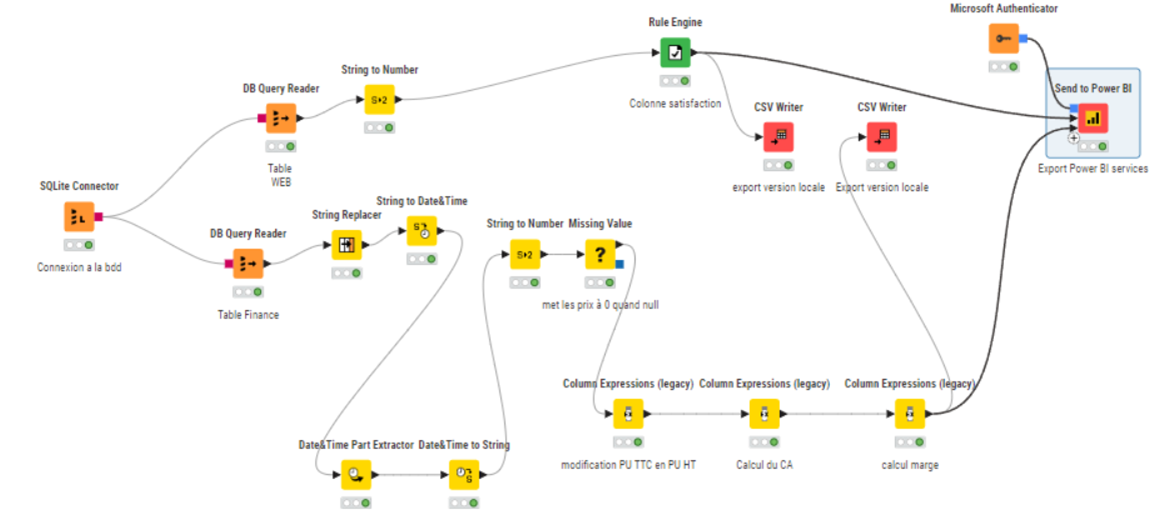 Microsoft Authenticator
Rule Engine
Colonne satisfaction
Send to Power BI
Export Power BI services
String to Number
S▸2
DB Query Reader
Table
WEB
CSV Writer
export version locale
CSV Writer
Export version locale
SQLite Connector
Connexion a la bdd
DB Query Reader
Table Finance
String Replacer
String to Date&Time
S
String to Number
S▸2
Missing Value
?
met les prix à 0 quand null
Column Expressions (legacy)
modification PU TTC en PU HT
Column Expressions (legacy)
Calcul du CA
Column Expressions (legacy)
calcul marge
Date&Time Part Extractor
Date&Time to String
S